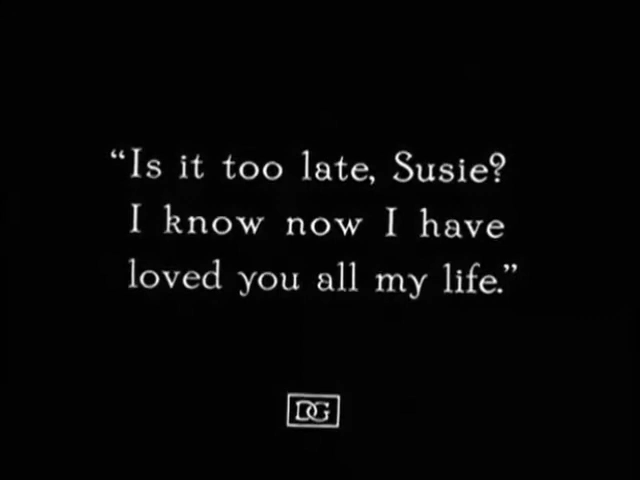 “Is it too late, Susie?
I know now I have
loved you all my life.”
DG